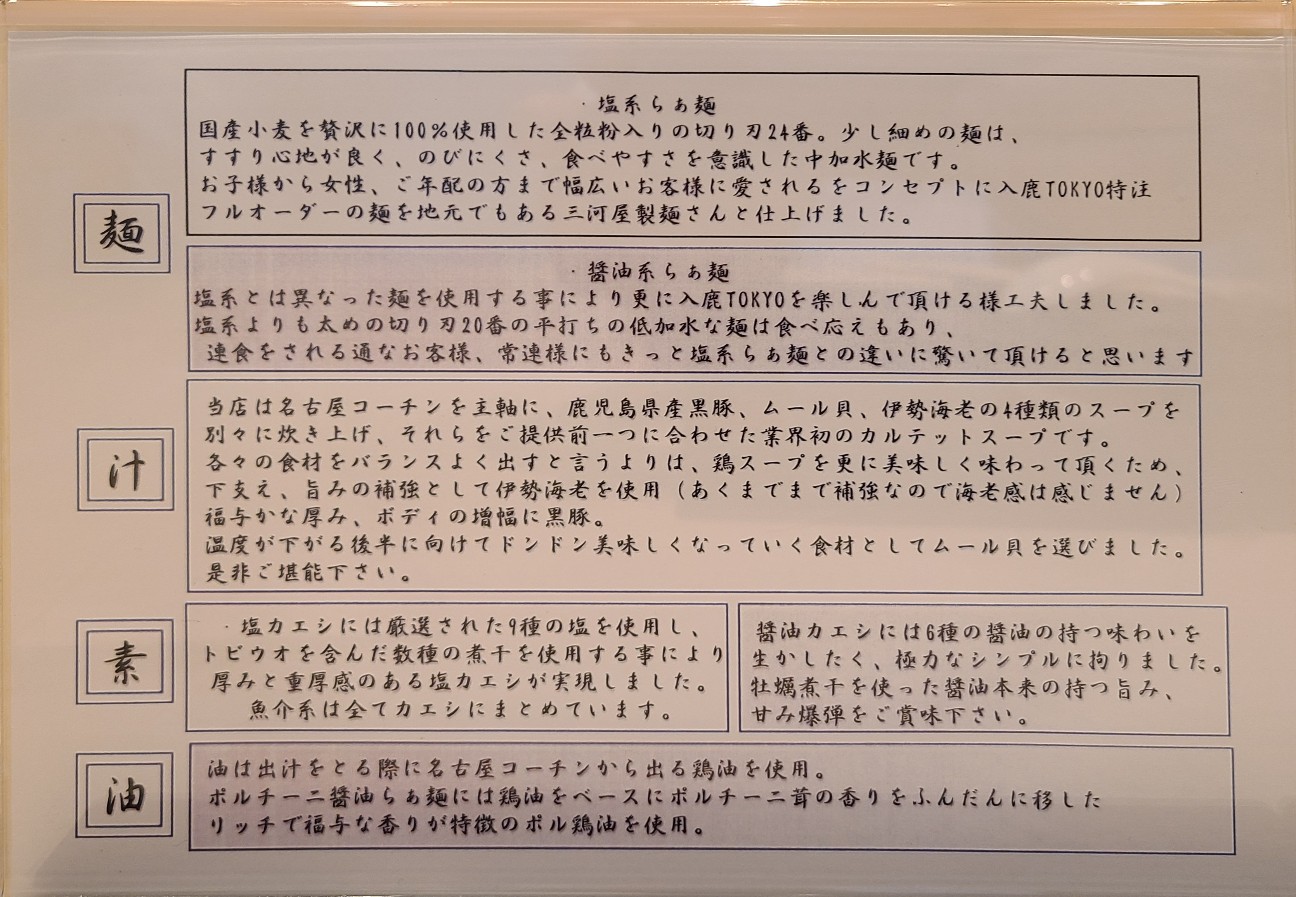 麺
・塩系らぁ麺
国産小麦を贅沢に100%使用した全粒粉入りの切り刃24番。少し細めの麺は、
すすり心地が良く、のびにくさ、食べやすさを意識した中加水麺です。
お子様から女性、ご年配の方まで幅広いお客様に愛されるをコンセプトに入鹿TOKYO特注
フルオーダーの麺を地元でもある三河屋製麺さんと仕上げました。
・醤油系らぁ麺
塩系とは異なった麺を使用する事により更に入鹿TOKYOを楽しんで頂ける様工夫しました。
塩系よりも太めの切り刃20番の平打ちの低加水な麺は食べ応えもあり、
連食をされる通なお客様、常連様にもきっと塩系らぁ麺との違いに驚いて頂けると思います
汁
当店は名古屋コーチンを主軸に、鹿児島県産黒豚、ムール貝、伊勢海老の4種類のスープを
別々に炊き上げ、それらをご提供前一つに合わせた業界初のカルテットスープです。
各々の食材をバランスよく出すと言うよりは、鶏スープを更に美味しく味わって頂くため、
下支え、旨みの補強として伊勢海老を使用（あくまでまで補強なので海老感は感じません）
福与かな厚み、ボディの増幅に黒豚。
温度が下がる後半に向けてドンドン美味しくなっていく食材としてムール貝を選びました。
是非ご堪能下さい。
素
・塩カエシには厳選された9種の塩を使用し、
トビウオを含んだ数種の煮干を使用する事により
厚みと重厚感のある塩カエシが実現しました。
魚介系は全てカエシにまとめています。
醤油カエシには6種の醤油の持つ味わいを
生かしたく、極力なシンプルに拘りました。
牡蠣煮干を使った醤油本来の持つ旨み、
甘み爆弾をご賞味下さい。
油
油は出汁をとる際に名古屋コーチンから出る鶏油を使用。
ポルチーニ醤油らぁ麺には鶏油をベースにポルチーニ茸の香りをふんだんに移した
リッチで福与な香りが特徴のポル鶏油を使用。